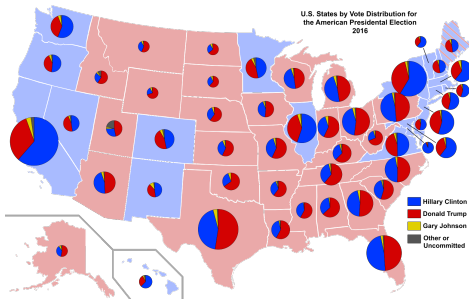 U.S. States by Vote Distribution for
the American Presidential Election
2016
Hillary Clinton
Donald Trump
Gary Johnson
Other or
Uncommitted